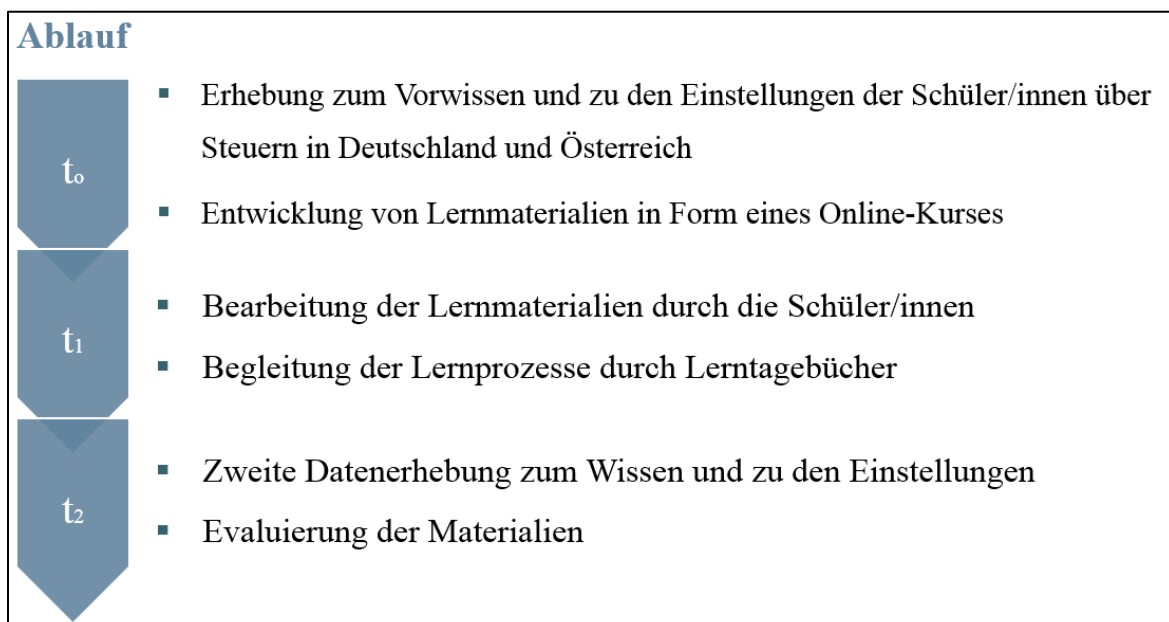 Ablauf
t₀
▪ Erhebung zum Vorwissen und zu den Einstellungen der Schüler/innen über
Steuern in Deutschland und Österreich
▪ Entwicklung von Lernmaterialien in Form eines Online-Kurses
t₁
▪ Bearbeitung der Lernmaterialien durch die Schüler/innen
▪ Begleitung der Lernprozesse durch Lerntagebücher
t₂
▪ Zweite Datenerhebung zum Wissen und zu den Einstellungen
▪ Evaluierung der Materialien